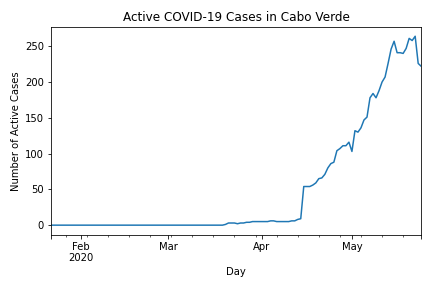 Active COVID-19 Cases in Cabo Verde
Number of Active Cases
250
200
150
100
50
0
Feb Mar Apr May
2020
Day